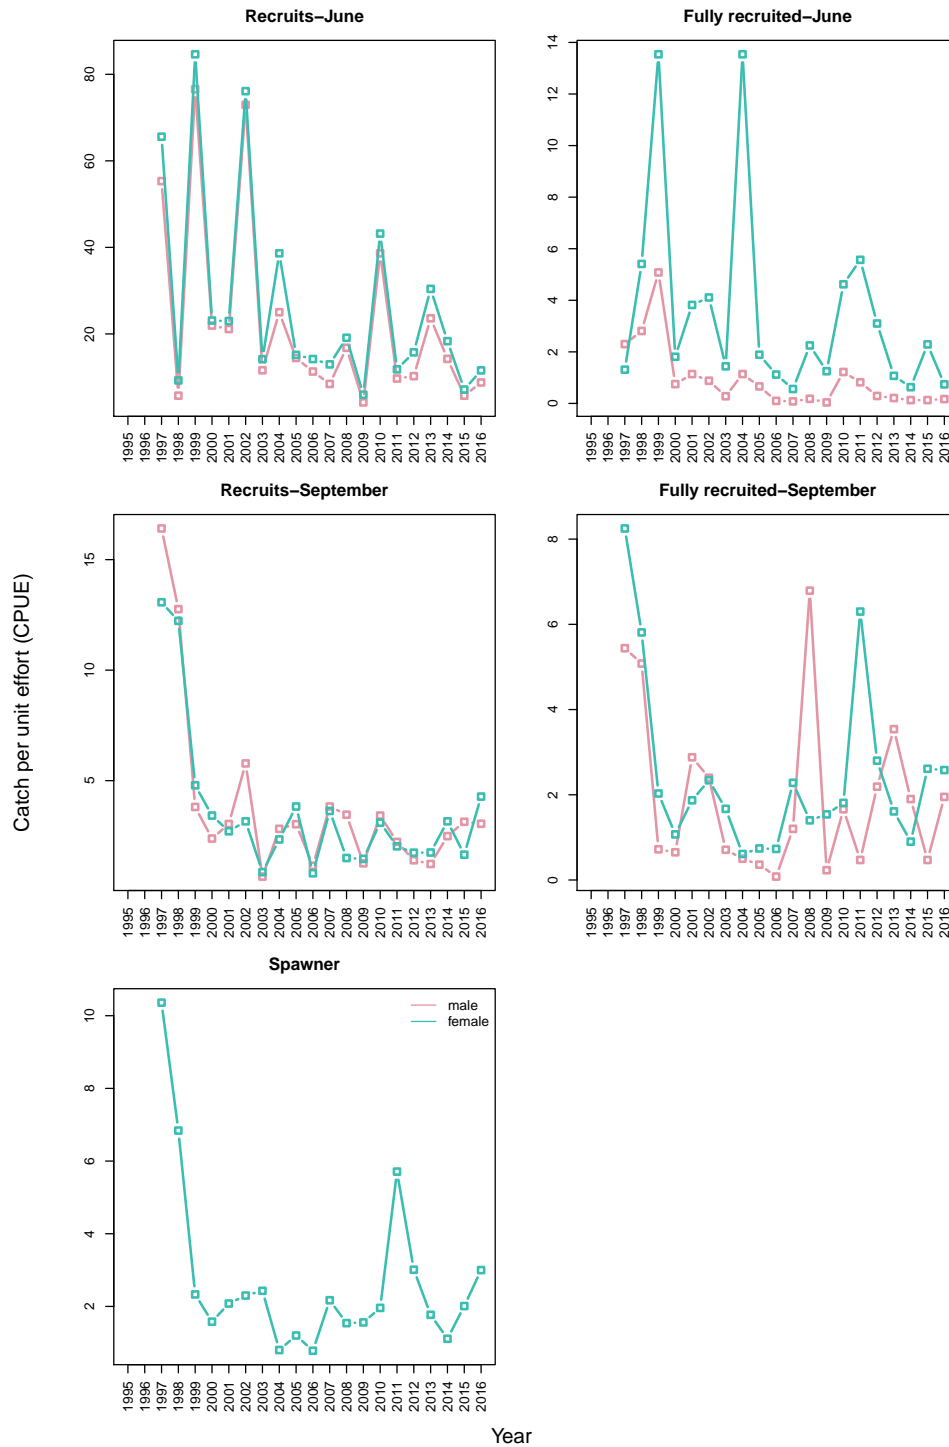 Recruits–June
80
60
40
20
1995 1996 1997 1998 1999 2000 2001 2002 2003 2004 2005 2006 2007 2008 2009 2010 2011 2012 2013 2014 2015 2016
Fully recruited–June
14
12
10
8
6
4
2
0
1995 1996 1997 1998 1999 2000 2001 2002 2003 2004 2005 2006 2007 2008 2009 2010 2011 2012 2013 2014 2015 2016
Catch per unit effort (CPUE)
Recruits–September
15
10
5
1995 1996 1997 1998 1999 2000 2001 2002 2003 2004 2005 2006 2007 2008 2009 2010 2011 2012 2013 2014 2015 2016
Fully recruited–September
8
6
4
2
0
1995 1996 1997 1998 1999 2000 2001 2002 2003 2004 2005 2006 2007 2008 2009 2010 2011 2012 2013 2014 2015 2016
Spawner
10
8
6
4
2
male
female
1995 1996 1997 1998 1999 2000 2001 2002 2003 2004 2005 2006 2007 2008 2009 2010 2011 2012 2013 2014 2015 2016
Year